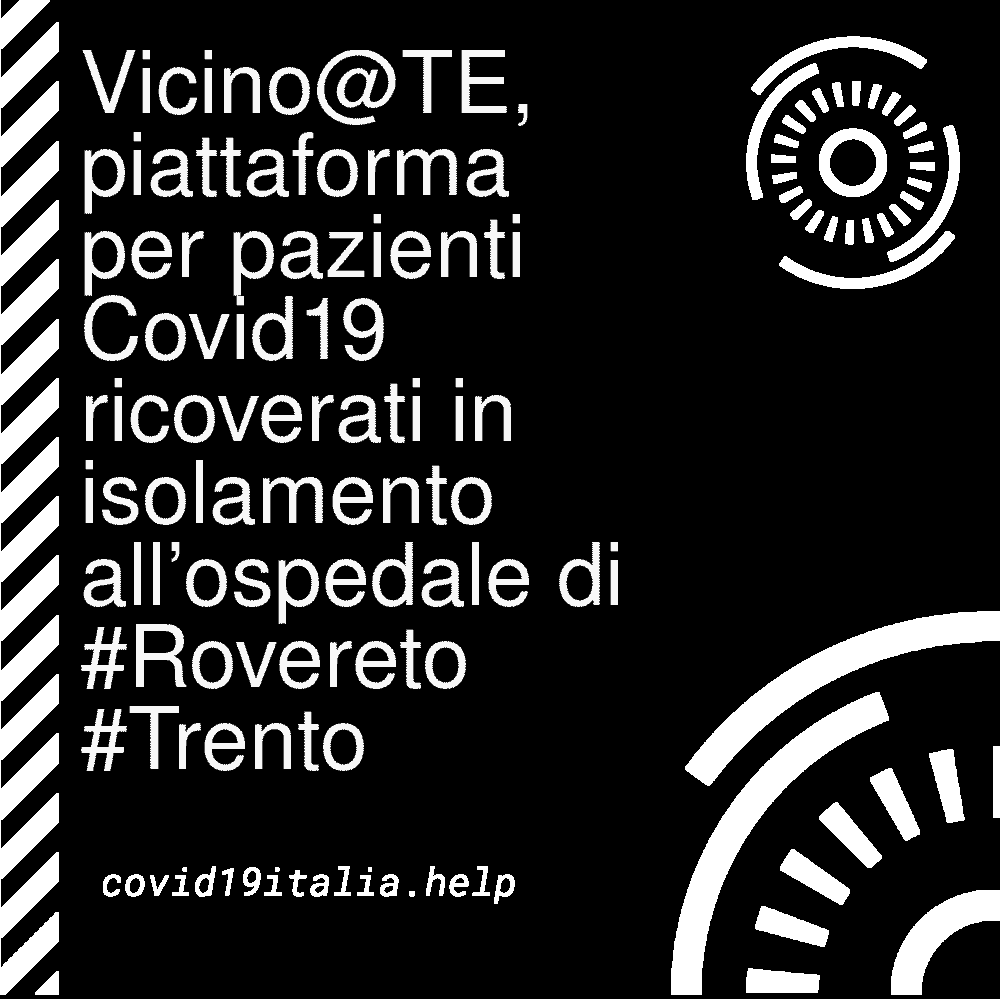 Vicino@TE,
piattaforma
per pazienti
Covid19
ricoverati in
isolamento
all’ospedale di
#Rovereto
#Trento
covid19italia.help